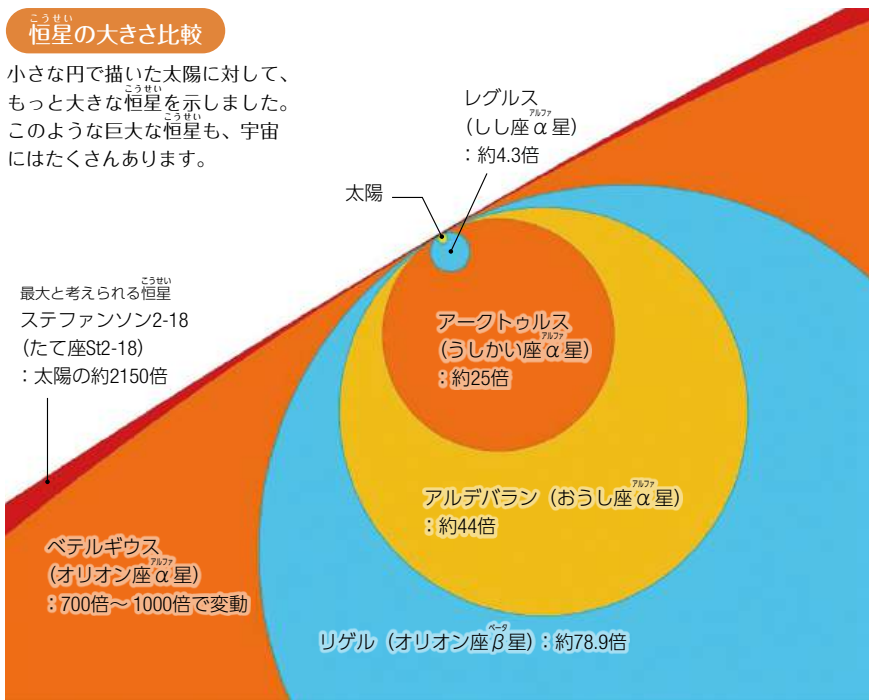 恒星の大きさ比較
小さな円で描いた太陽に対して、
もっと大きな恒星を示しました。
このような巨大な恒星も、宇宙
にはたくさんあります。
レグルス
(しし座α星)
:約4.3倍
太陽
最大と考えられる恒星
ステファンソン2-18
(たて座St2-18)
:太陽の約2150倍
アークトゥルス
(うしかい座α星)
:約25倍
アルデバラン(おうし座α星)
:約44倍
ベテルギウス
(オリオン座α星)
:700倍〜1000倍で変動
リゲル(オリオン座β星):約78.9倍